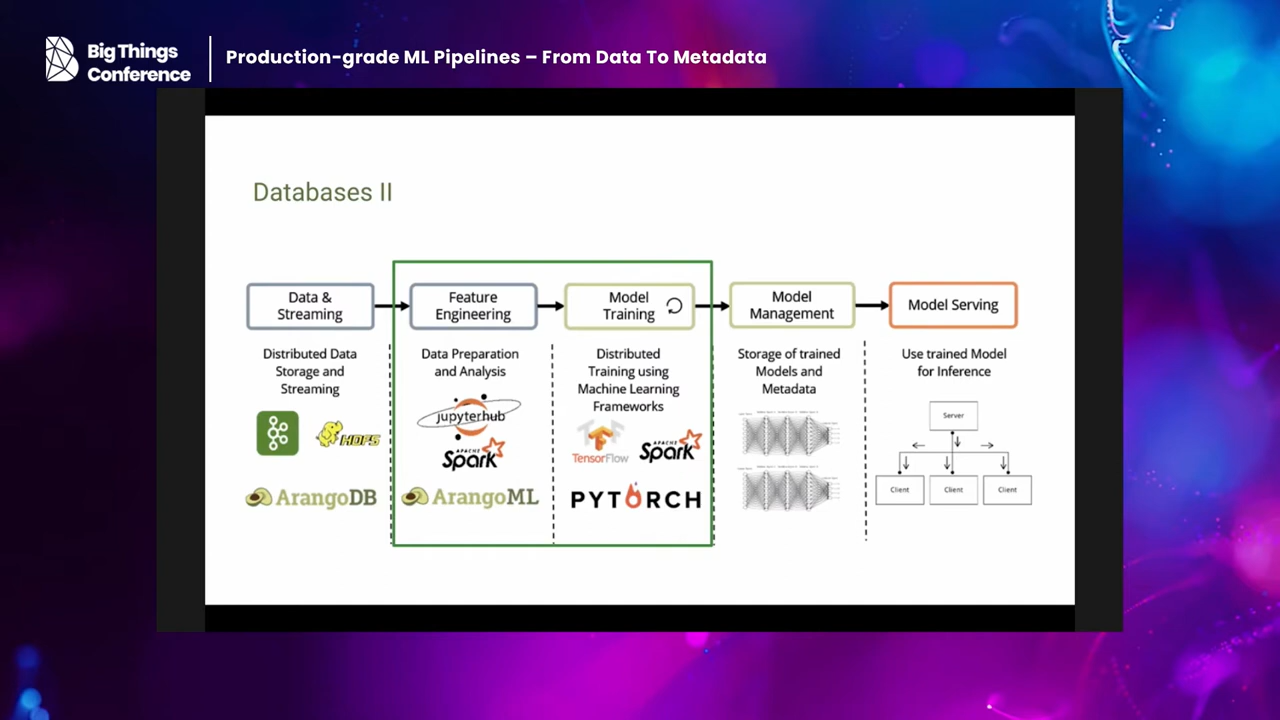 Big Things
Conference
Production-grade ML Pipelines – From Data To Metadata
Databases II
Data &
Streaming
Feature
Engineering
Model
Training
Model
Management
Model Serving
Distributed Data
Storage and
Streaming
Data Preparation
and Analysis
Distributed
Training using
Machine Learning
Frameworks
Storage of trained
Models and
Metadata
Use trained Model
for Inference
HDFS
ArangoDB
jupyterhub
APACHE
Spark
ArangoML
TensorFlow
APACHE
Spark
PYTORCH
Server
Client
Client
Client